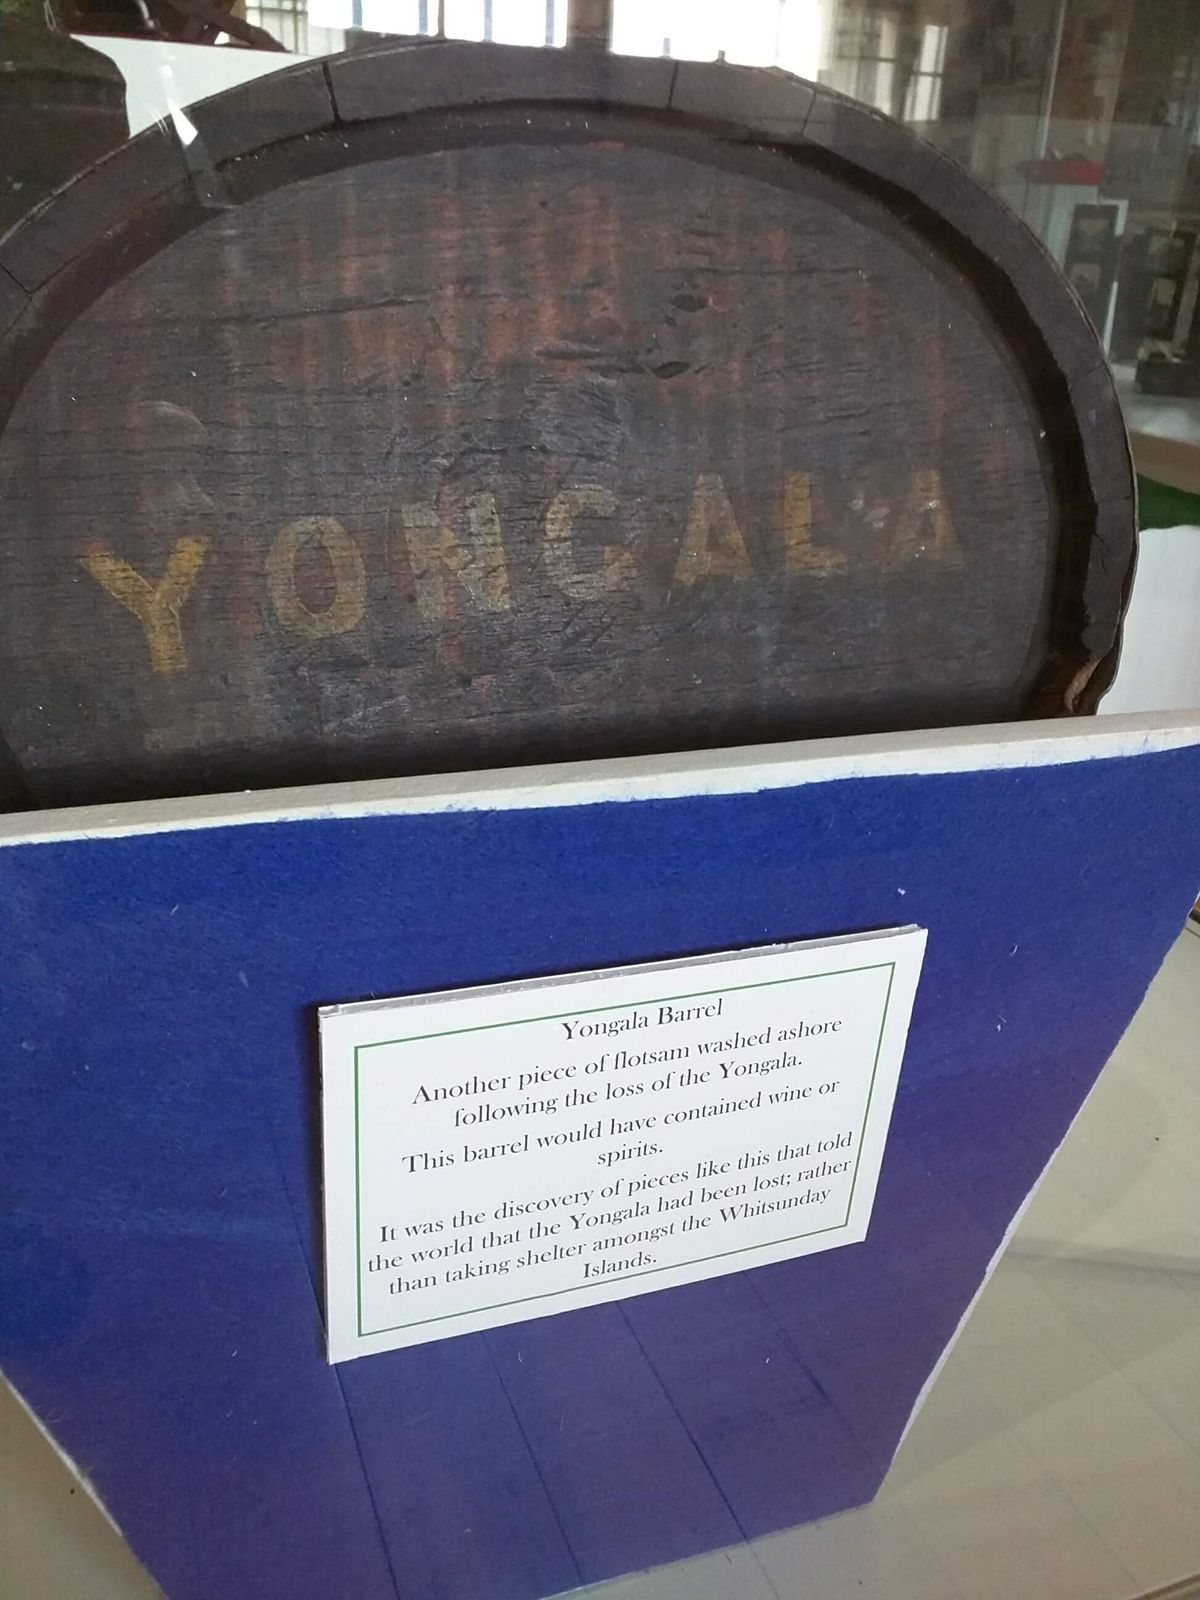 YONGALA
Yongala Barrel
Another piece of flotsam washed ashore
following the loss of the Yongala.
This barrel would have contained wine or
spirits.
It was the discovery of pieces like this that told
the world that the Yongala had been lost; rather
than taking shelter amongst the Whitsunday
Islands.